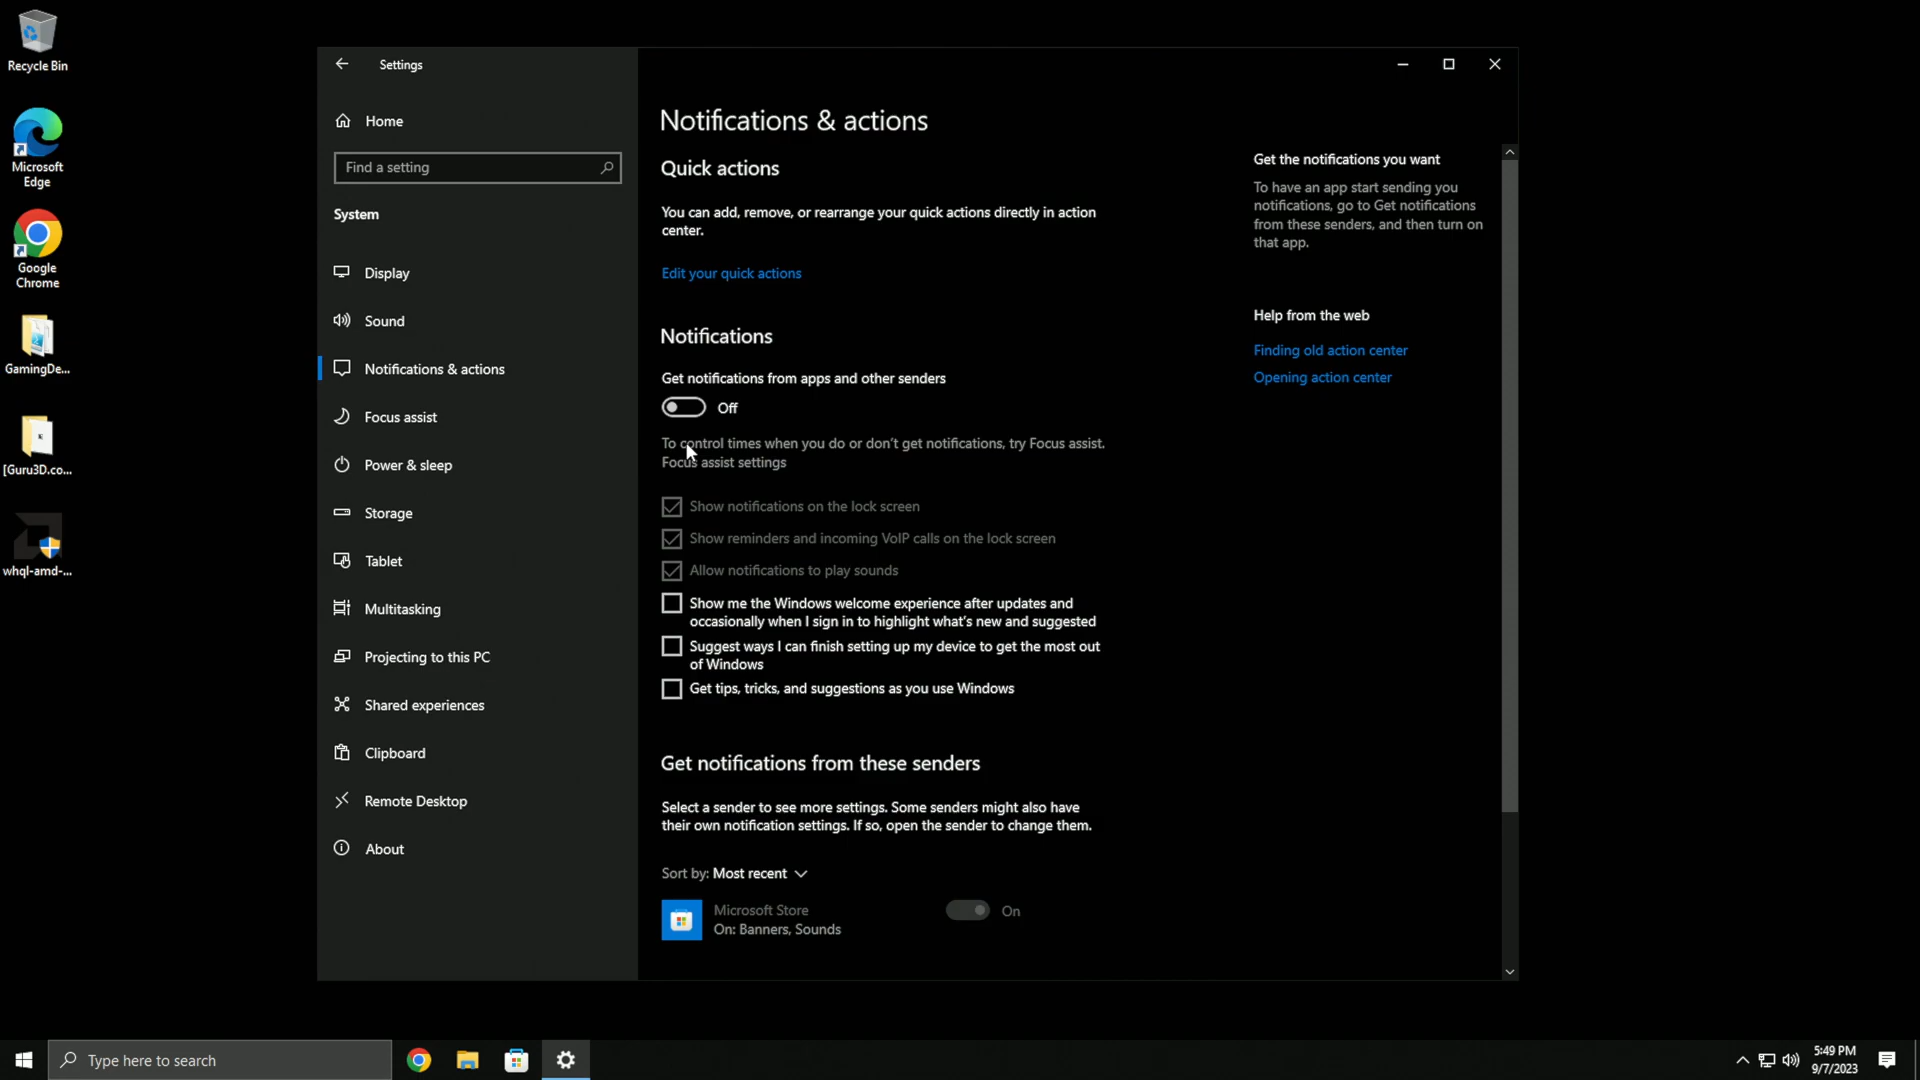 Recycle Bin
Microsoft
Edge
Google
Chrome
GamingDe...
[Guru3D.co...
whql-amd-...
Settings
Home
Find a setting
System
Display
Sound
Notifications & actions
Focus assist
Power & sleep
Storage
Tablet
Multitasking
Projecting to this PC
Shared experiences
Clipboard
Remote Desktop
About
Notifications & actions
Quick actions
You can add, remove, or rearrange your quick actions directly in action
center.
Edit your quick actions
Notifications
Get notifications from apps and other senders
Off
To control times when you do or don't get notifications, try Focus assist.
Focus assist settings
Show notifications on the lock screen
Show reminders and incoming VoIP calls on the lock screen
Allow notifications to play sounds
Show me the Windows welcome experience after updates and
occasionally when I sign in to highlight what's new and suggested
Suggest ways I can finish setting up my device to get the most out
of Windows
Get tips, tricks, and suggestions as you use Windows
Get notifications from these senders
Select a sender to see more settings. Some senders might also have
their own notification settings. If so, open the sender to change them.
Sort by: Most recent
Microsoft Store
On: Banners, Sounds
On
Get the notifications you want
To have an app start sending you
notifications, go to Get notifications
from these senders, and then turn on
that app.
Help from the web
Finding old action center
Opening action center
Type here to search
5:49 PM
9/7/2023